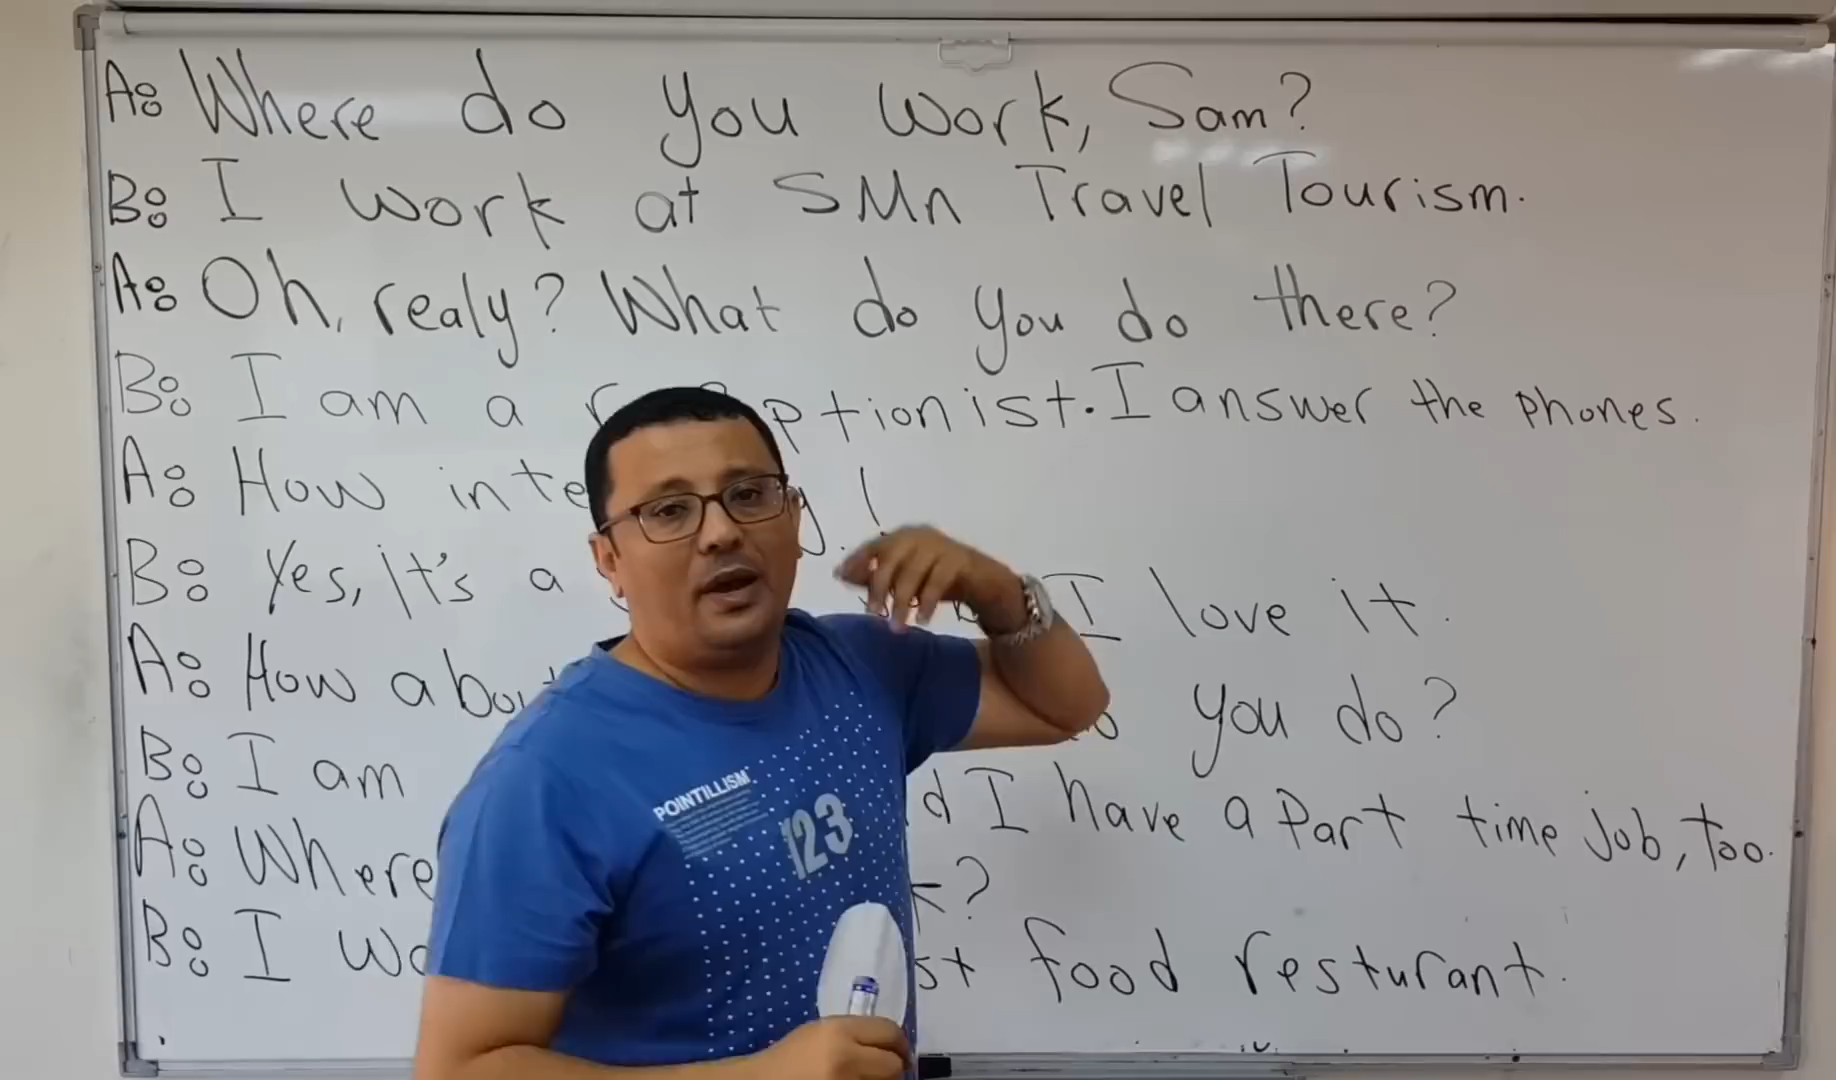 A: Where do you work, Sam?
B: I work at SMn Travel Tourism.
A: Oh, realy? What do you do there?
B: I am a ptionist. I answer the phones.
A: How inte
B: Yes, it's a I love it.
A: How abou you do?
B: I am d I have a Part time job, too.
A: Where ?
B: I wo st food resturant.
POINTILLISM
123